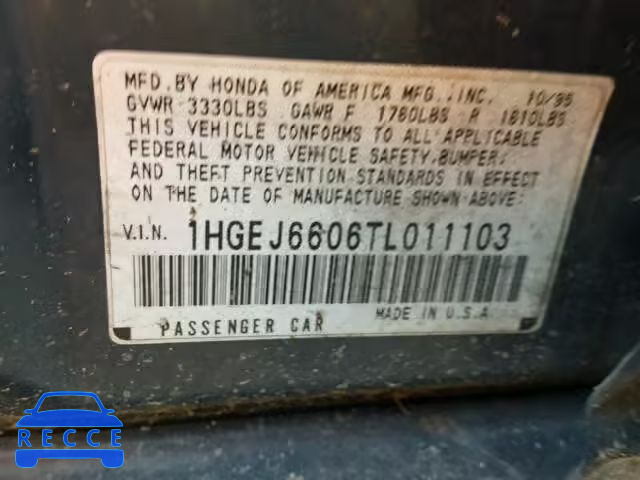 MFD. BY HONDA OF AMERICA MFG., INC. 10/95
GVWR 3330LBS GAWR F 1760LBS R 1610LBS
THIS VEHICLE CONFORMS TO ALL APPLICABLE
FEDERAL MOTOR VEHICLE SAFETY, BUMPER,
AND THEFT PREVENTION STANDARDS IN EFFECT
ON THE DATE OF MANUFACTURE SHOWN ABOVE.
V.I.N. 1HGEJ6606TL011103
PASSENGER CAR MADE IN U.S.A
RECCE